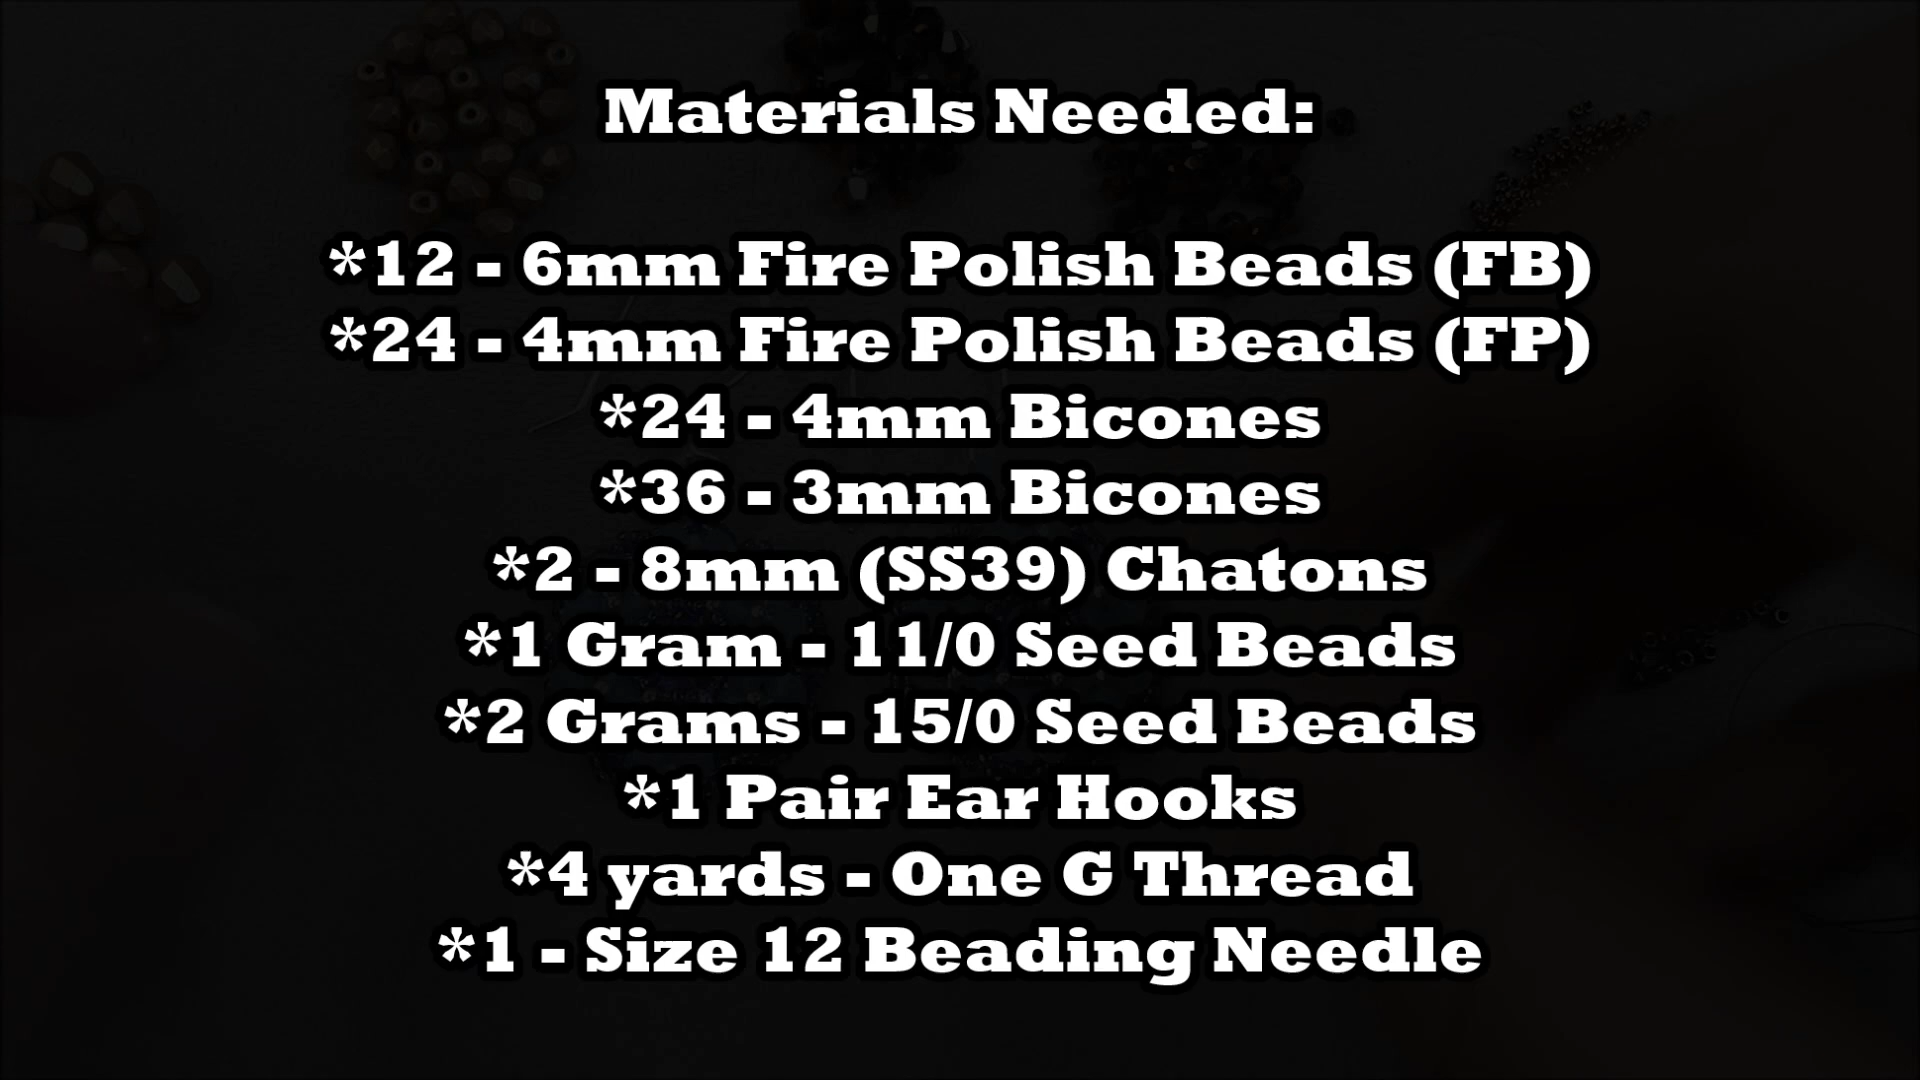 Materials Needed:
*12 - 6mm Fire Polish Beads (FB)
*24 - 4mm Fire Polish Beads (FP)
*24 - 4mm Bicones
*36 - 3mm Bicones
*2 - 8mm (SS39) Chatons
*1 Gram - 11/0 Seed Beads
*2 Grams - 15/0 Seed Beads
*1 Pair Ear Hooks
*4 yards - One G Thread
*1 - Size 12 Beading Needle